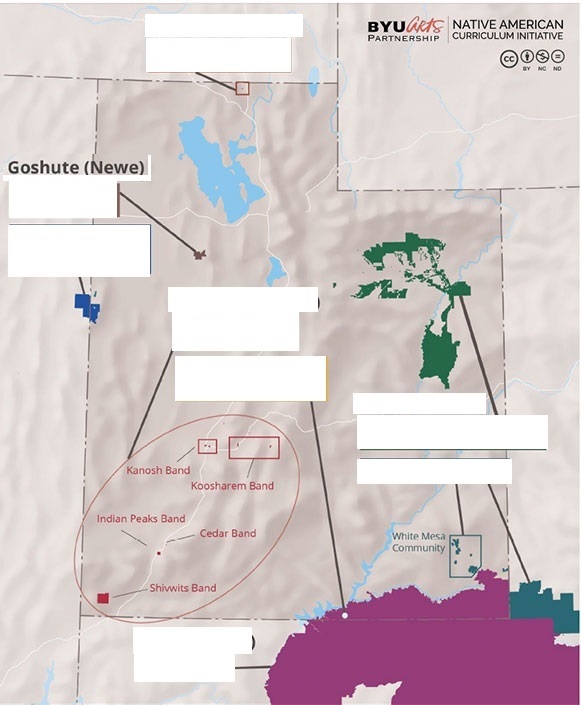 BYU ARTS
PARTNERSHIP
NATIVE AMERICAN
CURRICULUM INITIATIVE
CC
BY NC ND
Goshute (Newe)
Kanosh Band
Koosharem Band
Indian Peaks Band
Cedar Band
Shivwits Band
White Mesa
Community